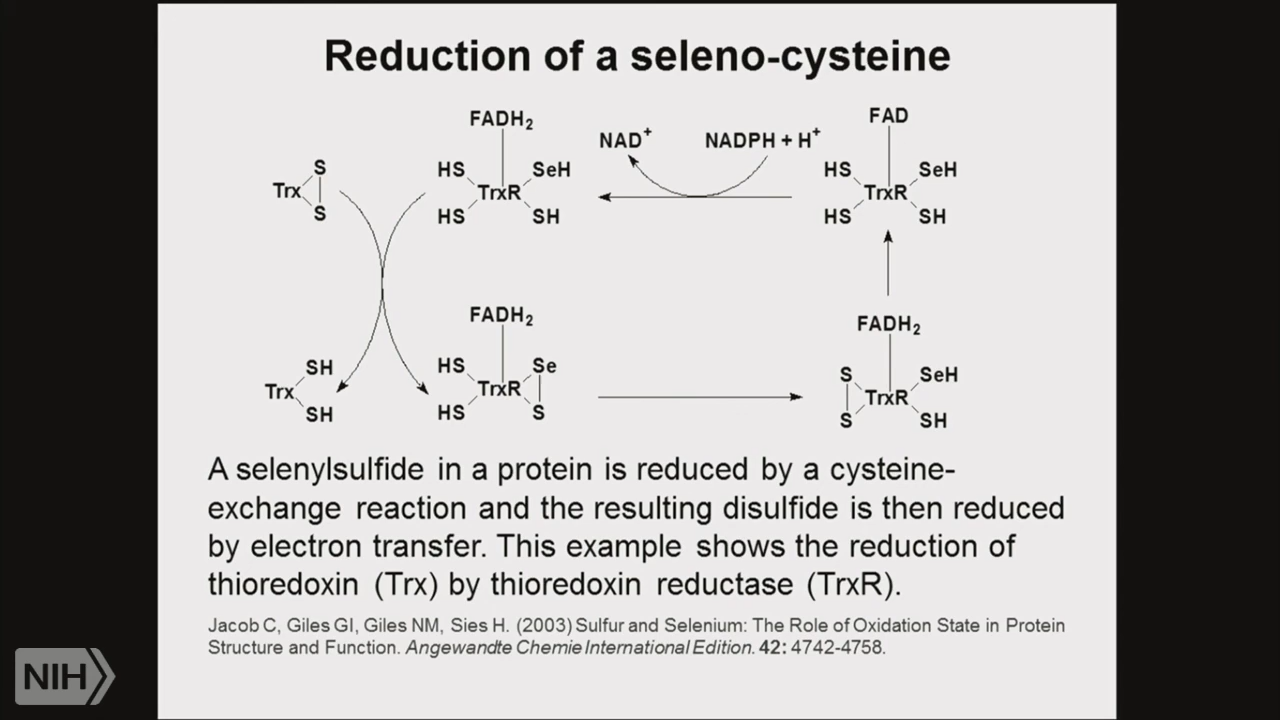 Reduction of a seleno-cysteine
FADH2
HS
SeH
TrxR
HS
SH
NAD+
NADPH + H+
FAD
HS
SeH
TrxR
HS
SH
Trx
S
S
FADH2
HS
Se
TrxR
HS
S
FADH2
S
SeH
TrxR
S
SH
Trx
SH
SH
A selenylsulfide in a protein is reduced by a cysteine-
exchange reaction and the resulting disulfide is then reduced
by electron transfer. This example shows the reduction of
thioredoxin (Trx) by thioredoxin reductase (TrxR).
Jacob C, Giles GI, Giles NM, Sies H. (2003) Sulfur and Selenium: The Role of Oxidation State in Protein
Structure and Function. Angewandte Chemie International Edition. 42: 4742-4758.
NIH